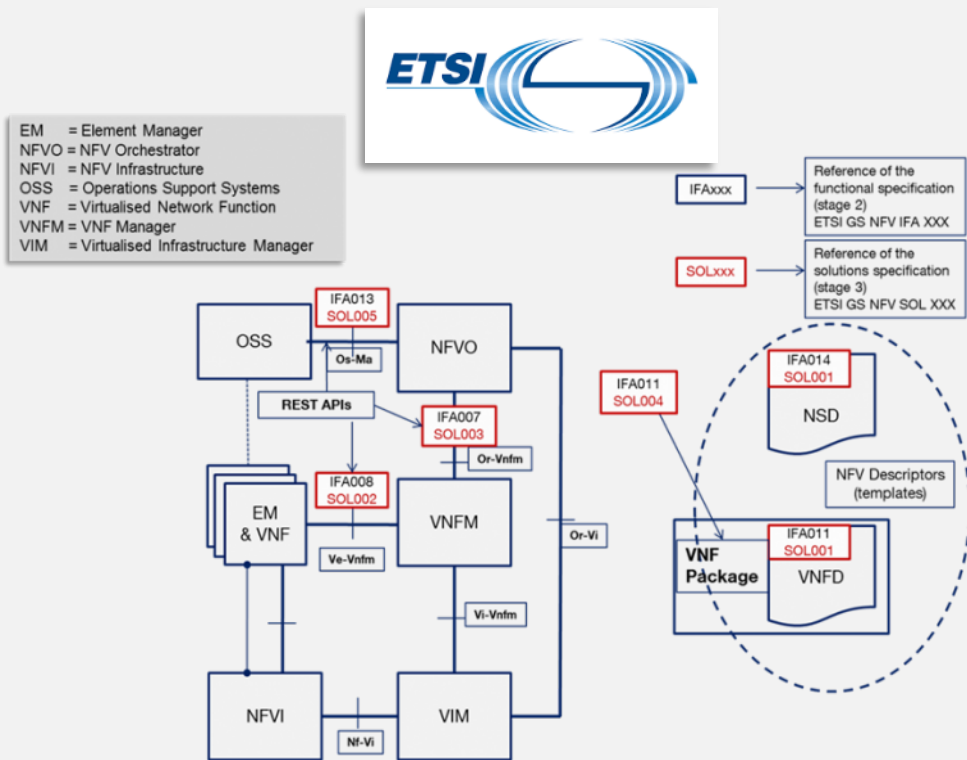 ETSI
EM = Element Manager
NFVO = NFV Orchestrator
NFVI = NFV Infrastructure
OSS = Operations Support Systems
VNF = Virtualised Network Function
VNFM = VNF Manager
VIM = Virtualised Infrastructure Manager
IFAxxx
Reference of the
functional specification
(stage 2)
ETSI GS NFV IFA XXX
SOLxxx
Reference of the
solutions specification
(stage 3)
ETSI GS NFV SOL XXX
IFA013
SOL005
OSS
NFVO
Os-Ma
REST APIs
IFA007
SOL003
Or-Vnfm
IFA008
SOL002
EM
& VNF
VNFM
Ve-Vnfm
Or-Vi
Vi-Vnfm
NFVI
VIM
Nf-Vi
IFA011
SOL004
IFA014
SOL001
NSD
NFV Descriptors
(templates)
VNF
Package
IFA011
SOL001
VNFD